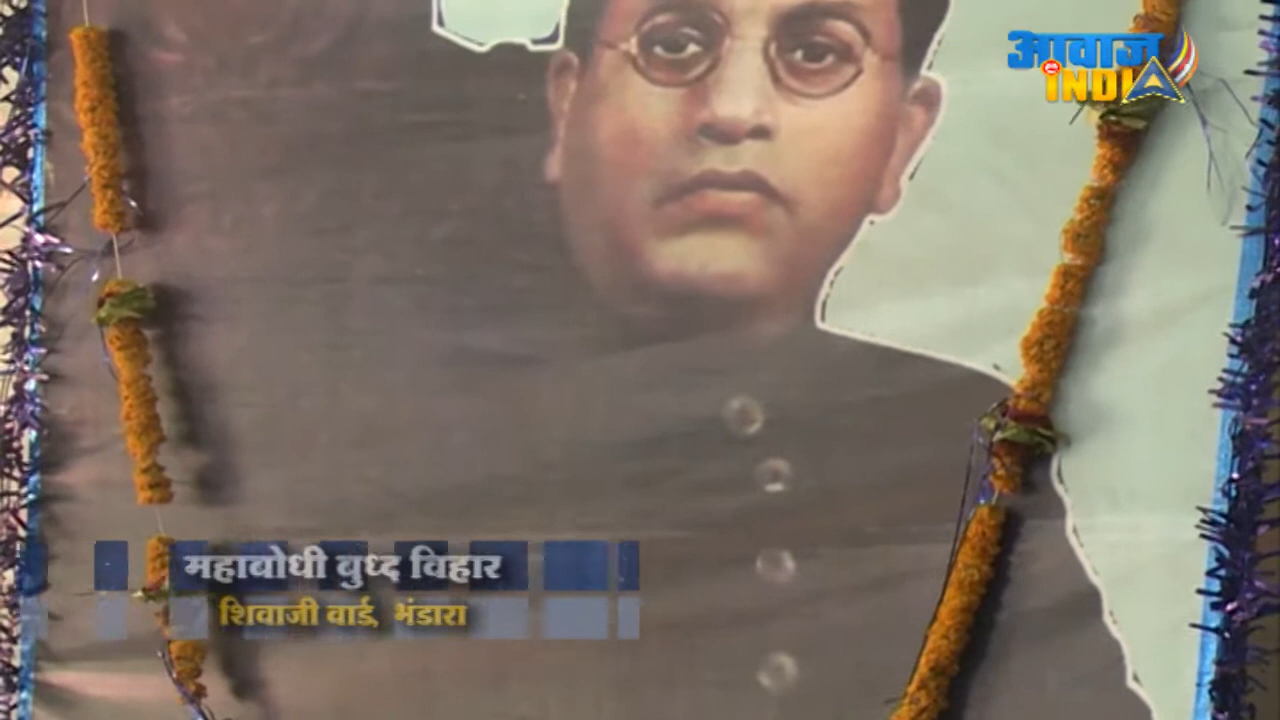 आवाज
INDIA
महाबोधी बुध्द विहार
शिवाजी वार्ड, भंडारा